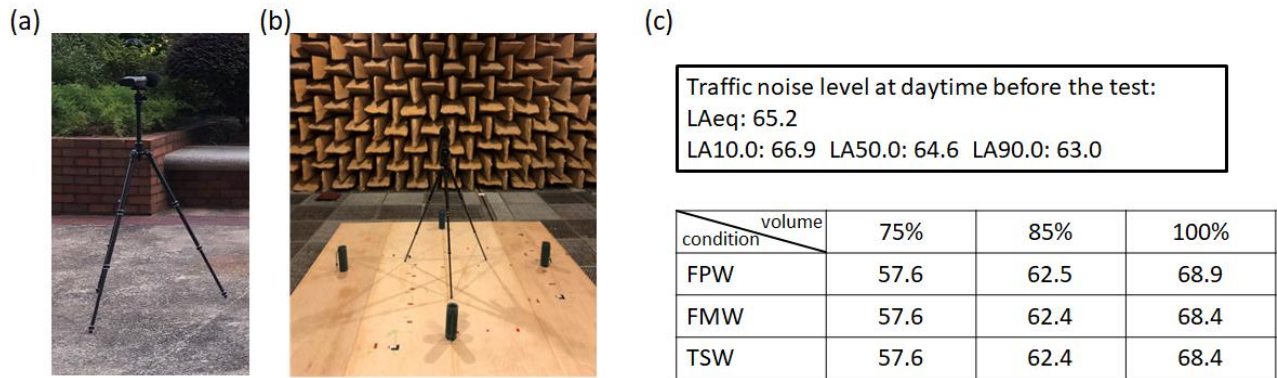 (a)
(b)
(c)
Traffic noise level at daytime before the test:
LAeq: 65.2
LA10.0: 66.9 LA50.0: 64.6 LA90.0: 63.0
condition volume 75% 85% 100%
FPW 57.6 62.5 68.9
FMW 57.6 62.4 68.4
TSW 57.6 62.4 68.4